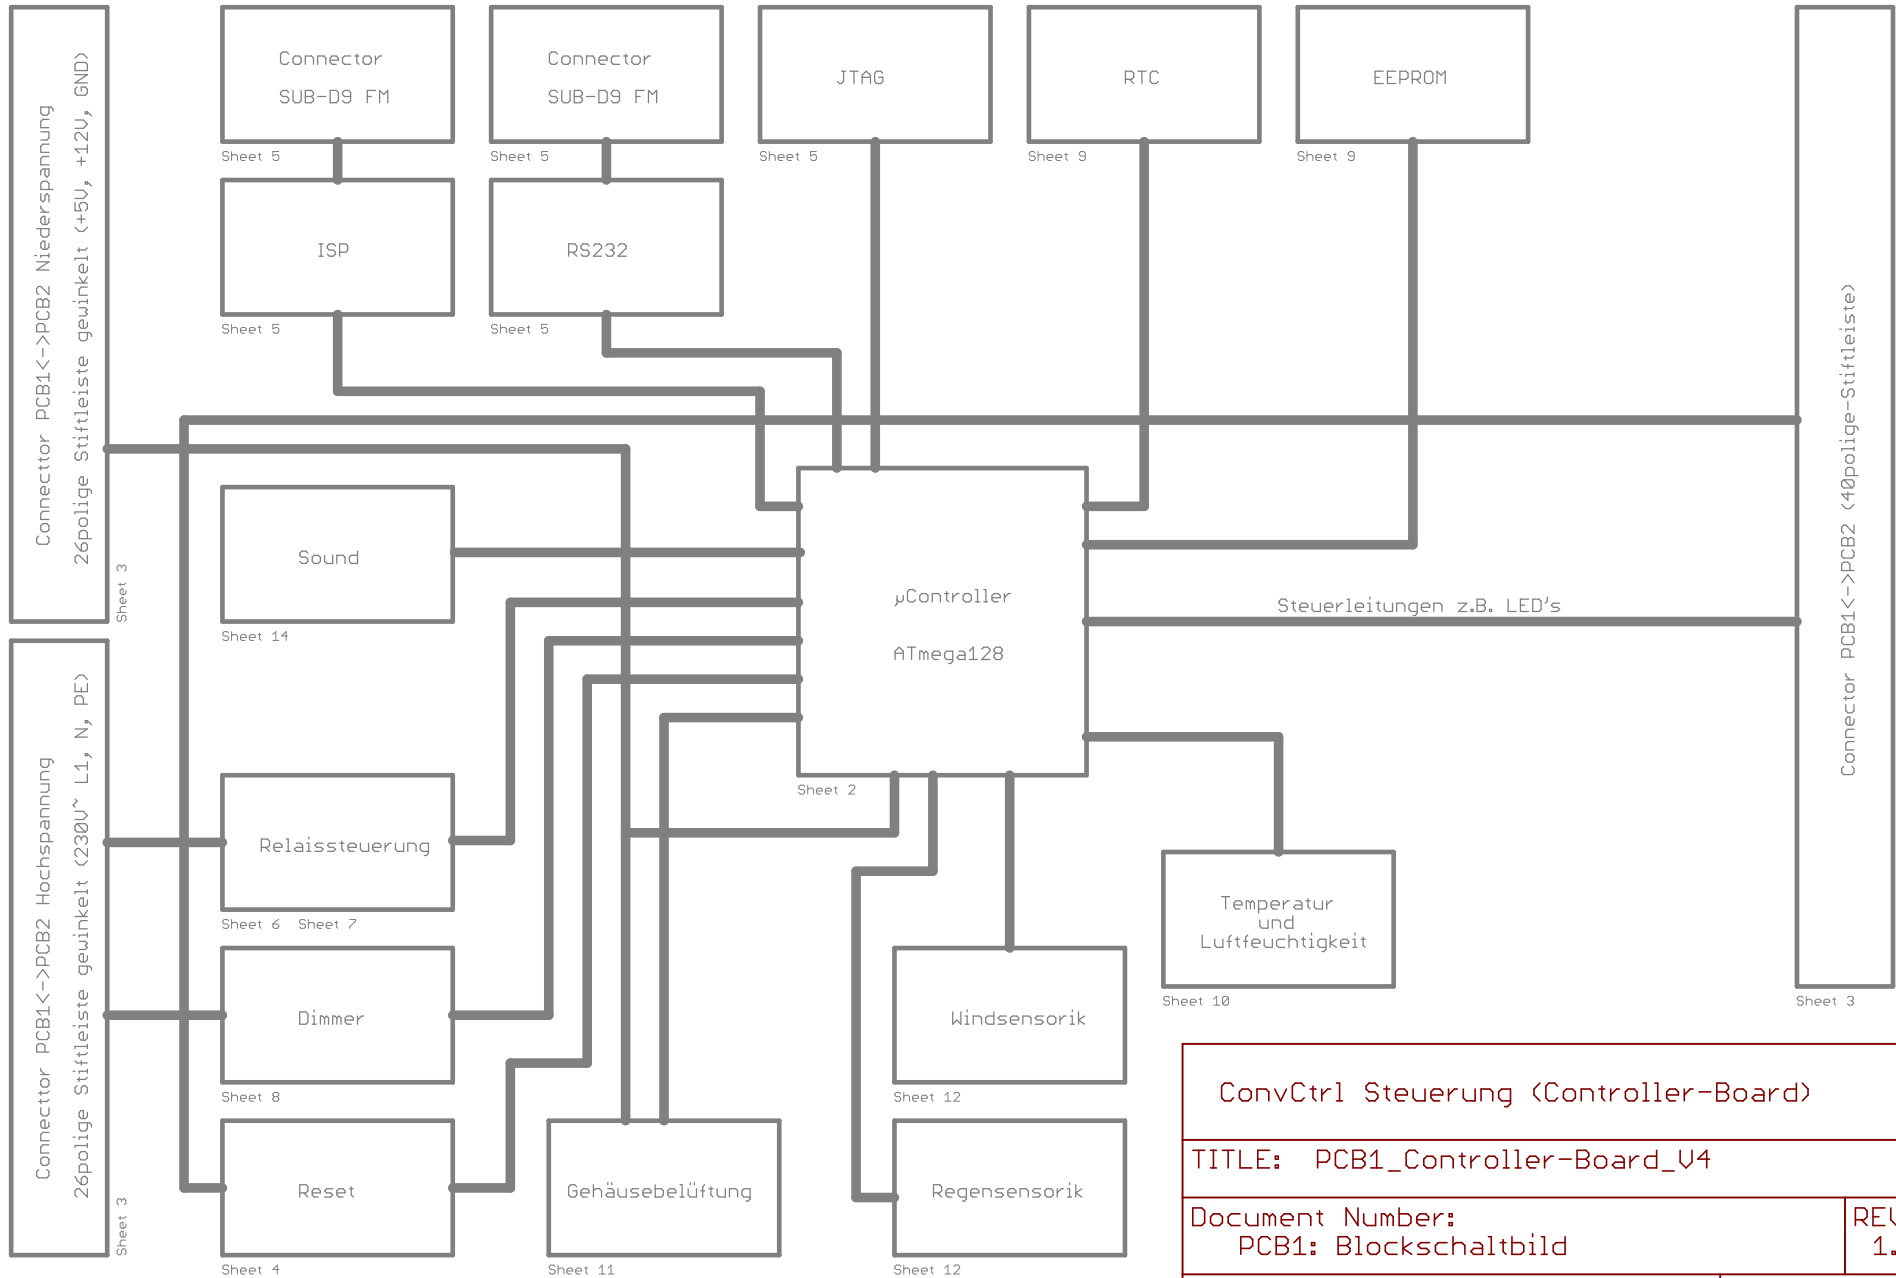 Connecttor PCB1<->PCB2 Niederspannung
26polige Stiftleiste gewinkelt (+5V, +12V, GND)
Sheet 3
Connector
SUB-D9 FM
Sheet 5
Connector
SUB-D9 FM
Sheet 5
JTAG
Sheet 5
RTC
Sheet 9
EEPROM
Sheet 9
ISP
Sheet 5
RS232
Sheet 5
Connector PCB1<->PCB2 (40polige-Stiftleiste)
Sheet 3
Sound
Sheet 14
µController
ATmega128
Sheet 2
Steuerleitungen z.B. LED's
Connecttor PCB1<->PCB2 Hochspannung
26polige Stiftleiste gewinkelt (230V~ L1, N, PE)
Sheet 3
Relaissteuerung
Sheet 6 Sheet 7
Temperatur
und
Luftfeuchtigkeit
Sheet 10
Dimmer
Sheet 8
Windsensorik
Sheet 12
Reset
Sheet 4
Gehäusebelüftung
Sheet 11
Regensensorik
Sheet 12
ConvCtrl Steuerung (Controller-Board)
TITLE: PCB1_Controller-Board_V4
Document Number:
PCB1: Blockschaltbild
REV
1.